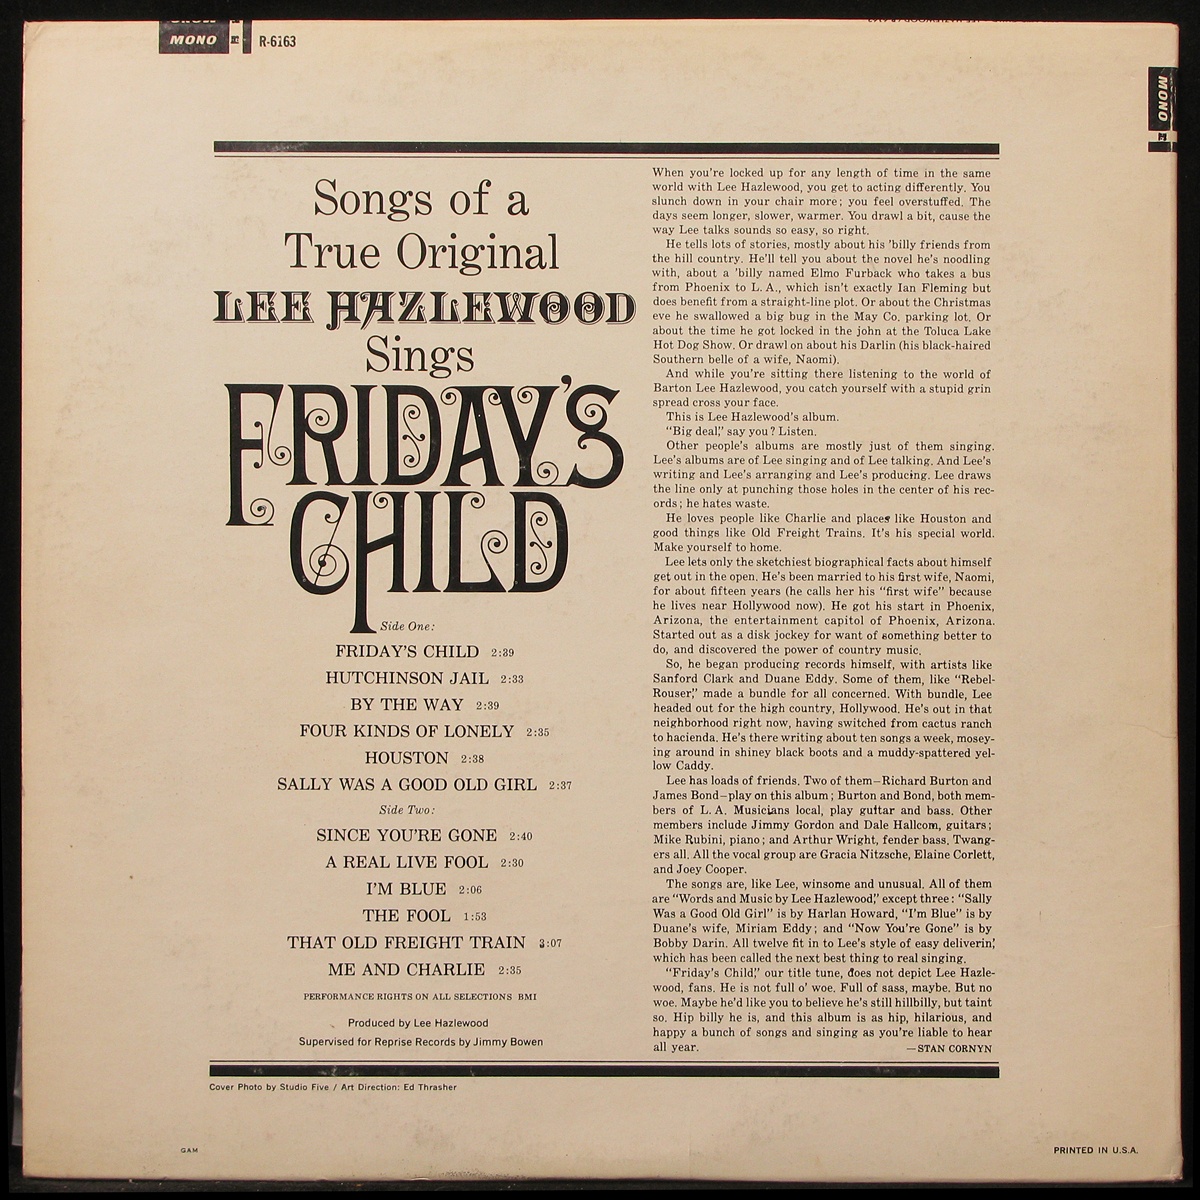 MONO
R-6163
MONO
Songs of a
True Original
LEE HAZLEWOOD
Sings
FRIDAY'S
CHILD
Side One:
FRIDAY'S CHILD 2:39
HUTCHINSON JAIL 2:33
BY THE WAY 2:39
FOUR KINDS OF LONELY 2:35
HOUSTON 2:38
SALLY WAS A GOOD OLD GIRL 2:37
Side Two:
SINCE YOU'RE GONE 2:40
A REAL LIVE FOOL 2:30
I'M BLUE 2:06
THE FOOL 1:53
THAT OLD FREIGHT TRAIN 3:07
ME AND CHARLIE 2:35
PERFORMANCE RIGHTS ON ALL SELECTIONS BMI
Produced by Lee Hazlewood
Supervised for Reprise Records by Jimmy Bowen
When you're locked up for any length of time in the same
world with Lee Hazlewood, you get to acting differently. You
slunch down in your chair more; you feel overstuffed. The
days seem longer, slower, warmer. You drawl a bit, cause the
way Lee talks sounds so easy, so right.
He tells lots of stories, mostly about his 'billy friends from
the hill country. He'll tell you about the novel he's noodling
with, about a 'billy named Elmo Furback who takes a bus
from Phoenix to L. A., which isn't exactly Ian Fleming but
does benefit from a straight-line plot. Or about the Christmas
eve he swallowed a big bug in the May Co. parking lot. Or
about the time he got locked in the john at the Toluca Lake
Hot Dog Show. Or drawl on about his Darlin (his black-haired
Southern belle of a wife, Naomi).
And while you're sitting there listening to the world of
Barton Lee Hazlewood, you catch yourself with a stupid grin
spread cross your face.
This is Lee Hazlewood's album.
"Big deal," say you? Listen.
Other people's albums are mostly just of them singing.
Lee's albums are of Lee singing and of Lee talking. And Lee's
writing and Lee's arranging and Lee's producing. Lee draws
the line only at punching those holes in the center of his rec-
ords; he hates waste.
He loves people like Charlie and places like Houston and
good things like Old Freight Trains. It's his special world.
Make yourself to home.
Lee lets only the sketchiest biographical facts about himself
get out in the open. He's been married to his first wife, Naomi,
for about fifteen years (he calls her his "first wife" because
he lives near Hollywood now). He got his start in Phoenix,
Arizona, the entertainment capitol of Phoenix, Arizona.
Started out as a disk jockey for want of something better to
do, and discovered the power of country music.
So, he began producing records himself, with artists like
Sanford Clark and Duane Eddy. Some of them, like "Rebel-
Rouser," made a bundle for all concerned. With bundle, Lee
headed out for the high country, Hollywood. He's out in that
neighborhood right now, having switched from cactus ranch
to hacienda. He's there writing about ten songs a week, mosey-
ing around in shiney black boots and a muddy-spattered yel-
low Caddy.
Lee has loads of friends. Two of them—Richard Burton and
James Bond—play on this album; Burton and Bond, both mem-
bers of L. A. Musicians local, play guitar and bass. Other
members include Jimmy Gordon and Dale Hallcom, guitars;
Mike Rubini, piano; and Arthur Wright, fender bass. Twang-
ers all. All the vocal group are Gracia Nitzsche, Elaine Corlett,
and Joey Cooper.
The songs are, like Lee, winsome and unusual. All of them
are "Words and Music by Lee Hazlewood," except three: "Sally
Was a Good Old Girl" is by Harlan Howard, "I'm Blue" is by
Duane's wife, Miriam Eddy; and "Now You're Gone" is by
Bobby Darin. All twelve fit in to Lee's style of easy deliverin,'
which has been called the next best thing to real singing.
"Friday's Child," our title tune, does not depict Lee Hazle-
wood, fans. He is not full o' woe. Full of sass, maybe. But no
woe. Maybe he'd like you to believe he's still hillbilly, but taint
so. Hip billy he is, and this album is as hip, hilarious, and
happy a bunch of songs and singing as you're liable to hear
all year. —STAN CORNYN
Cover Photo by Studio Five / Art Direction: Ed Thrasher
GAM
PRINTED IN U.S.A.